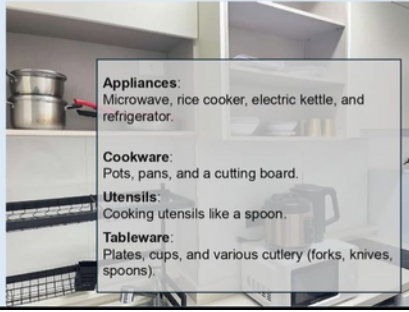 Appliances:
Microwave, rice cooker, electric kettle, and
refrigerator.
Cookware:
Pots, pans, and a cutting board.
Utensils:
Cooking utensils like a spoon.
Tableware:
Plates, cups, and various cutlery (forks, knives,
spoons).